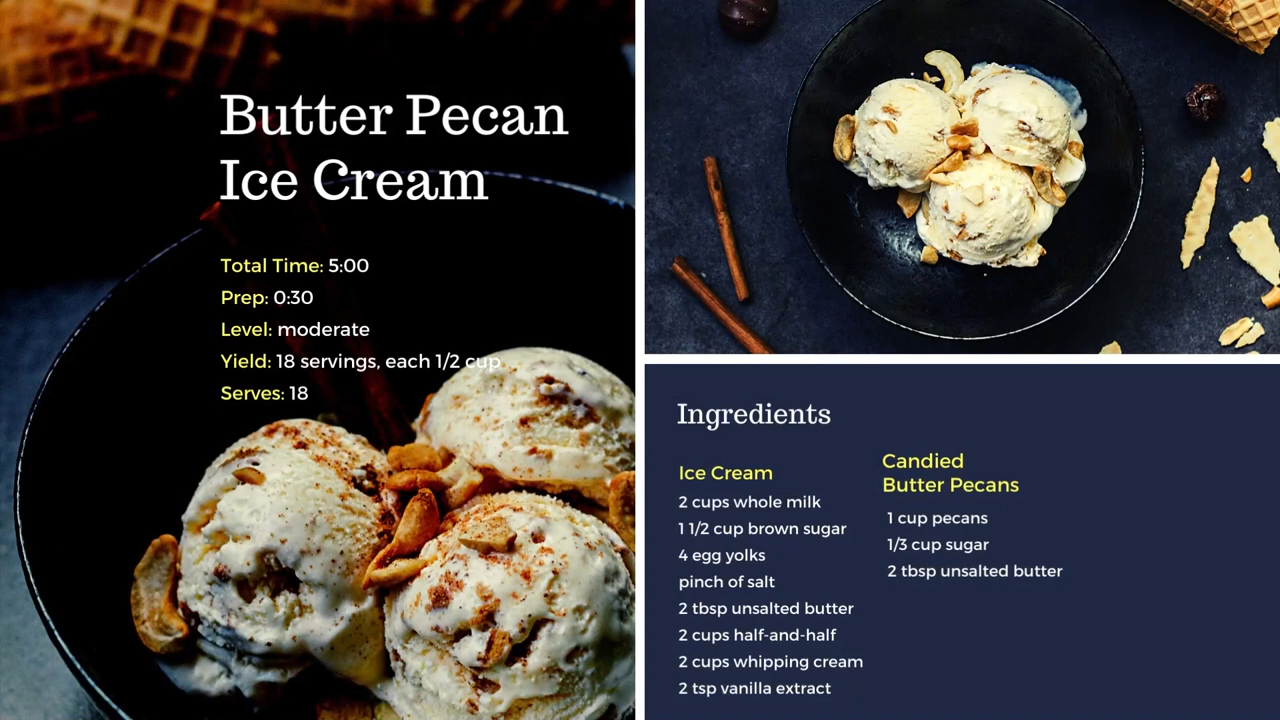 Butter Pecan
Ice Cream
Total Time: 5:00
Prep: 0:30
Level: moderate
Yield: 18 servings, each 1/2 cup
Serves: 18
Ingredients
Ice Cream
2 cups whole milk
1 1/2 cup brown sugar
4 egg yolks
pinch of salt
2 tbsp unsalted butter
2 cups half-and-half
2 cups whipping cream
2 tsp vanilla extract
Candied
Butter Pecans
1 cup pecans
1/3 cup sugar
2 tbsp unsalted butter